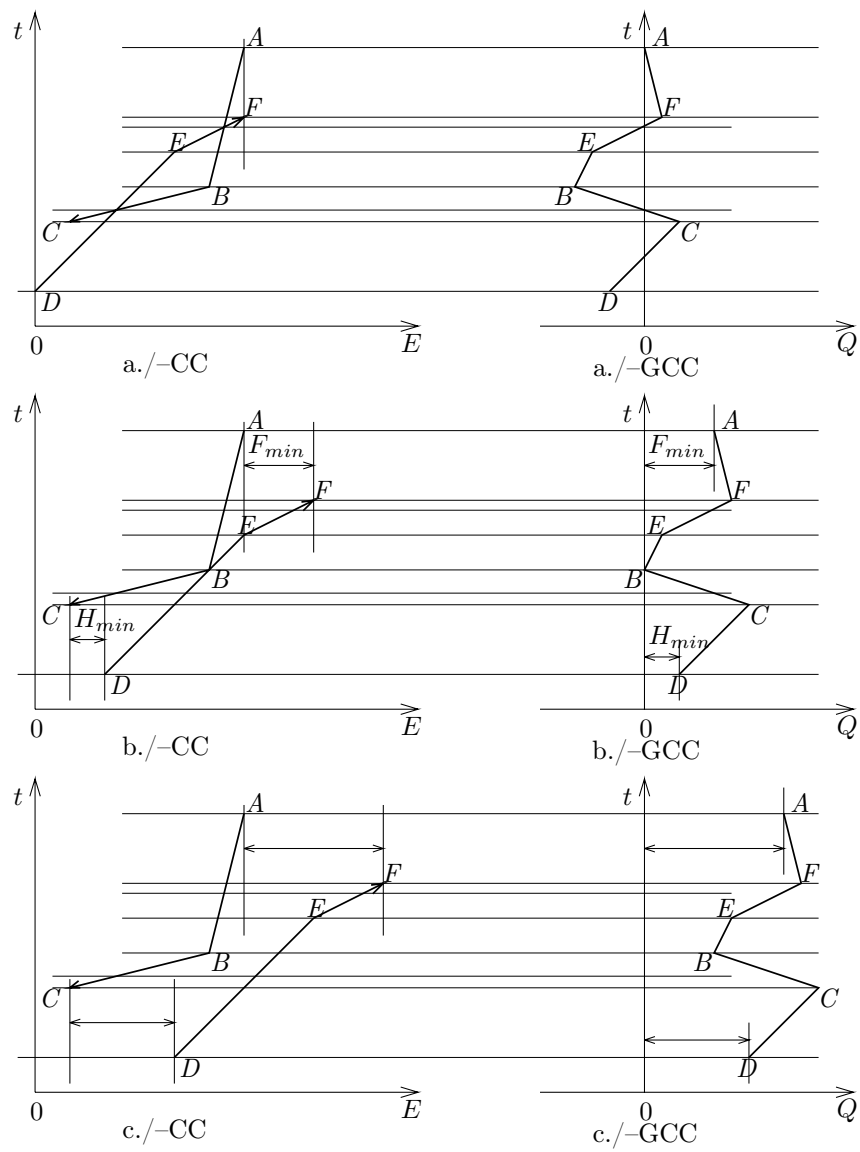 t A t A
F F
E E
B B
C C
D D
0 E 0 Q
a./–CC a./–GCC
t A t A
F_min F_min
F F
E E
B B
C H_min H_min C
D D
0 E 0 Q
b./–CC b./–GCC
t A t A
F F
E E
B B
C C
D D
0 E 0 Q
c./–CC c./–GCC